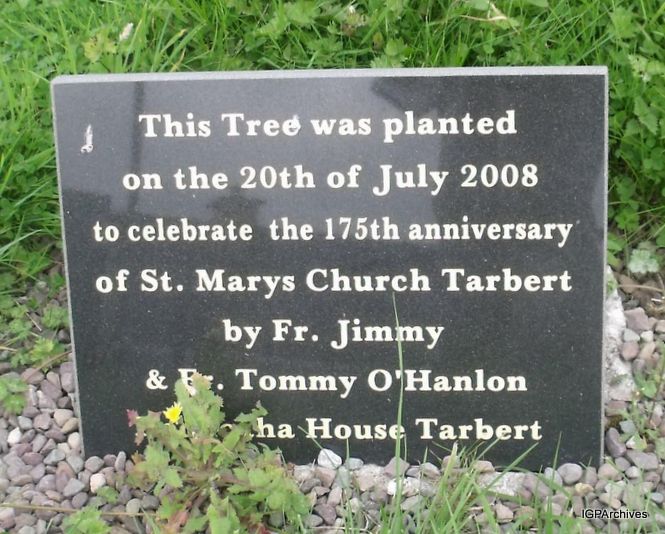 This Tree was planted
on the 20th of July 2008
to celebrate the 175th anniversary
of St. Marys Church Tarbert
by Fr. Jimmy
& Fr. Tommy O'Hanlon
House Tarbert
IGPArchives